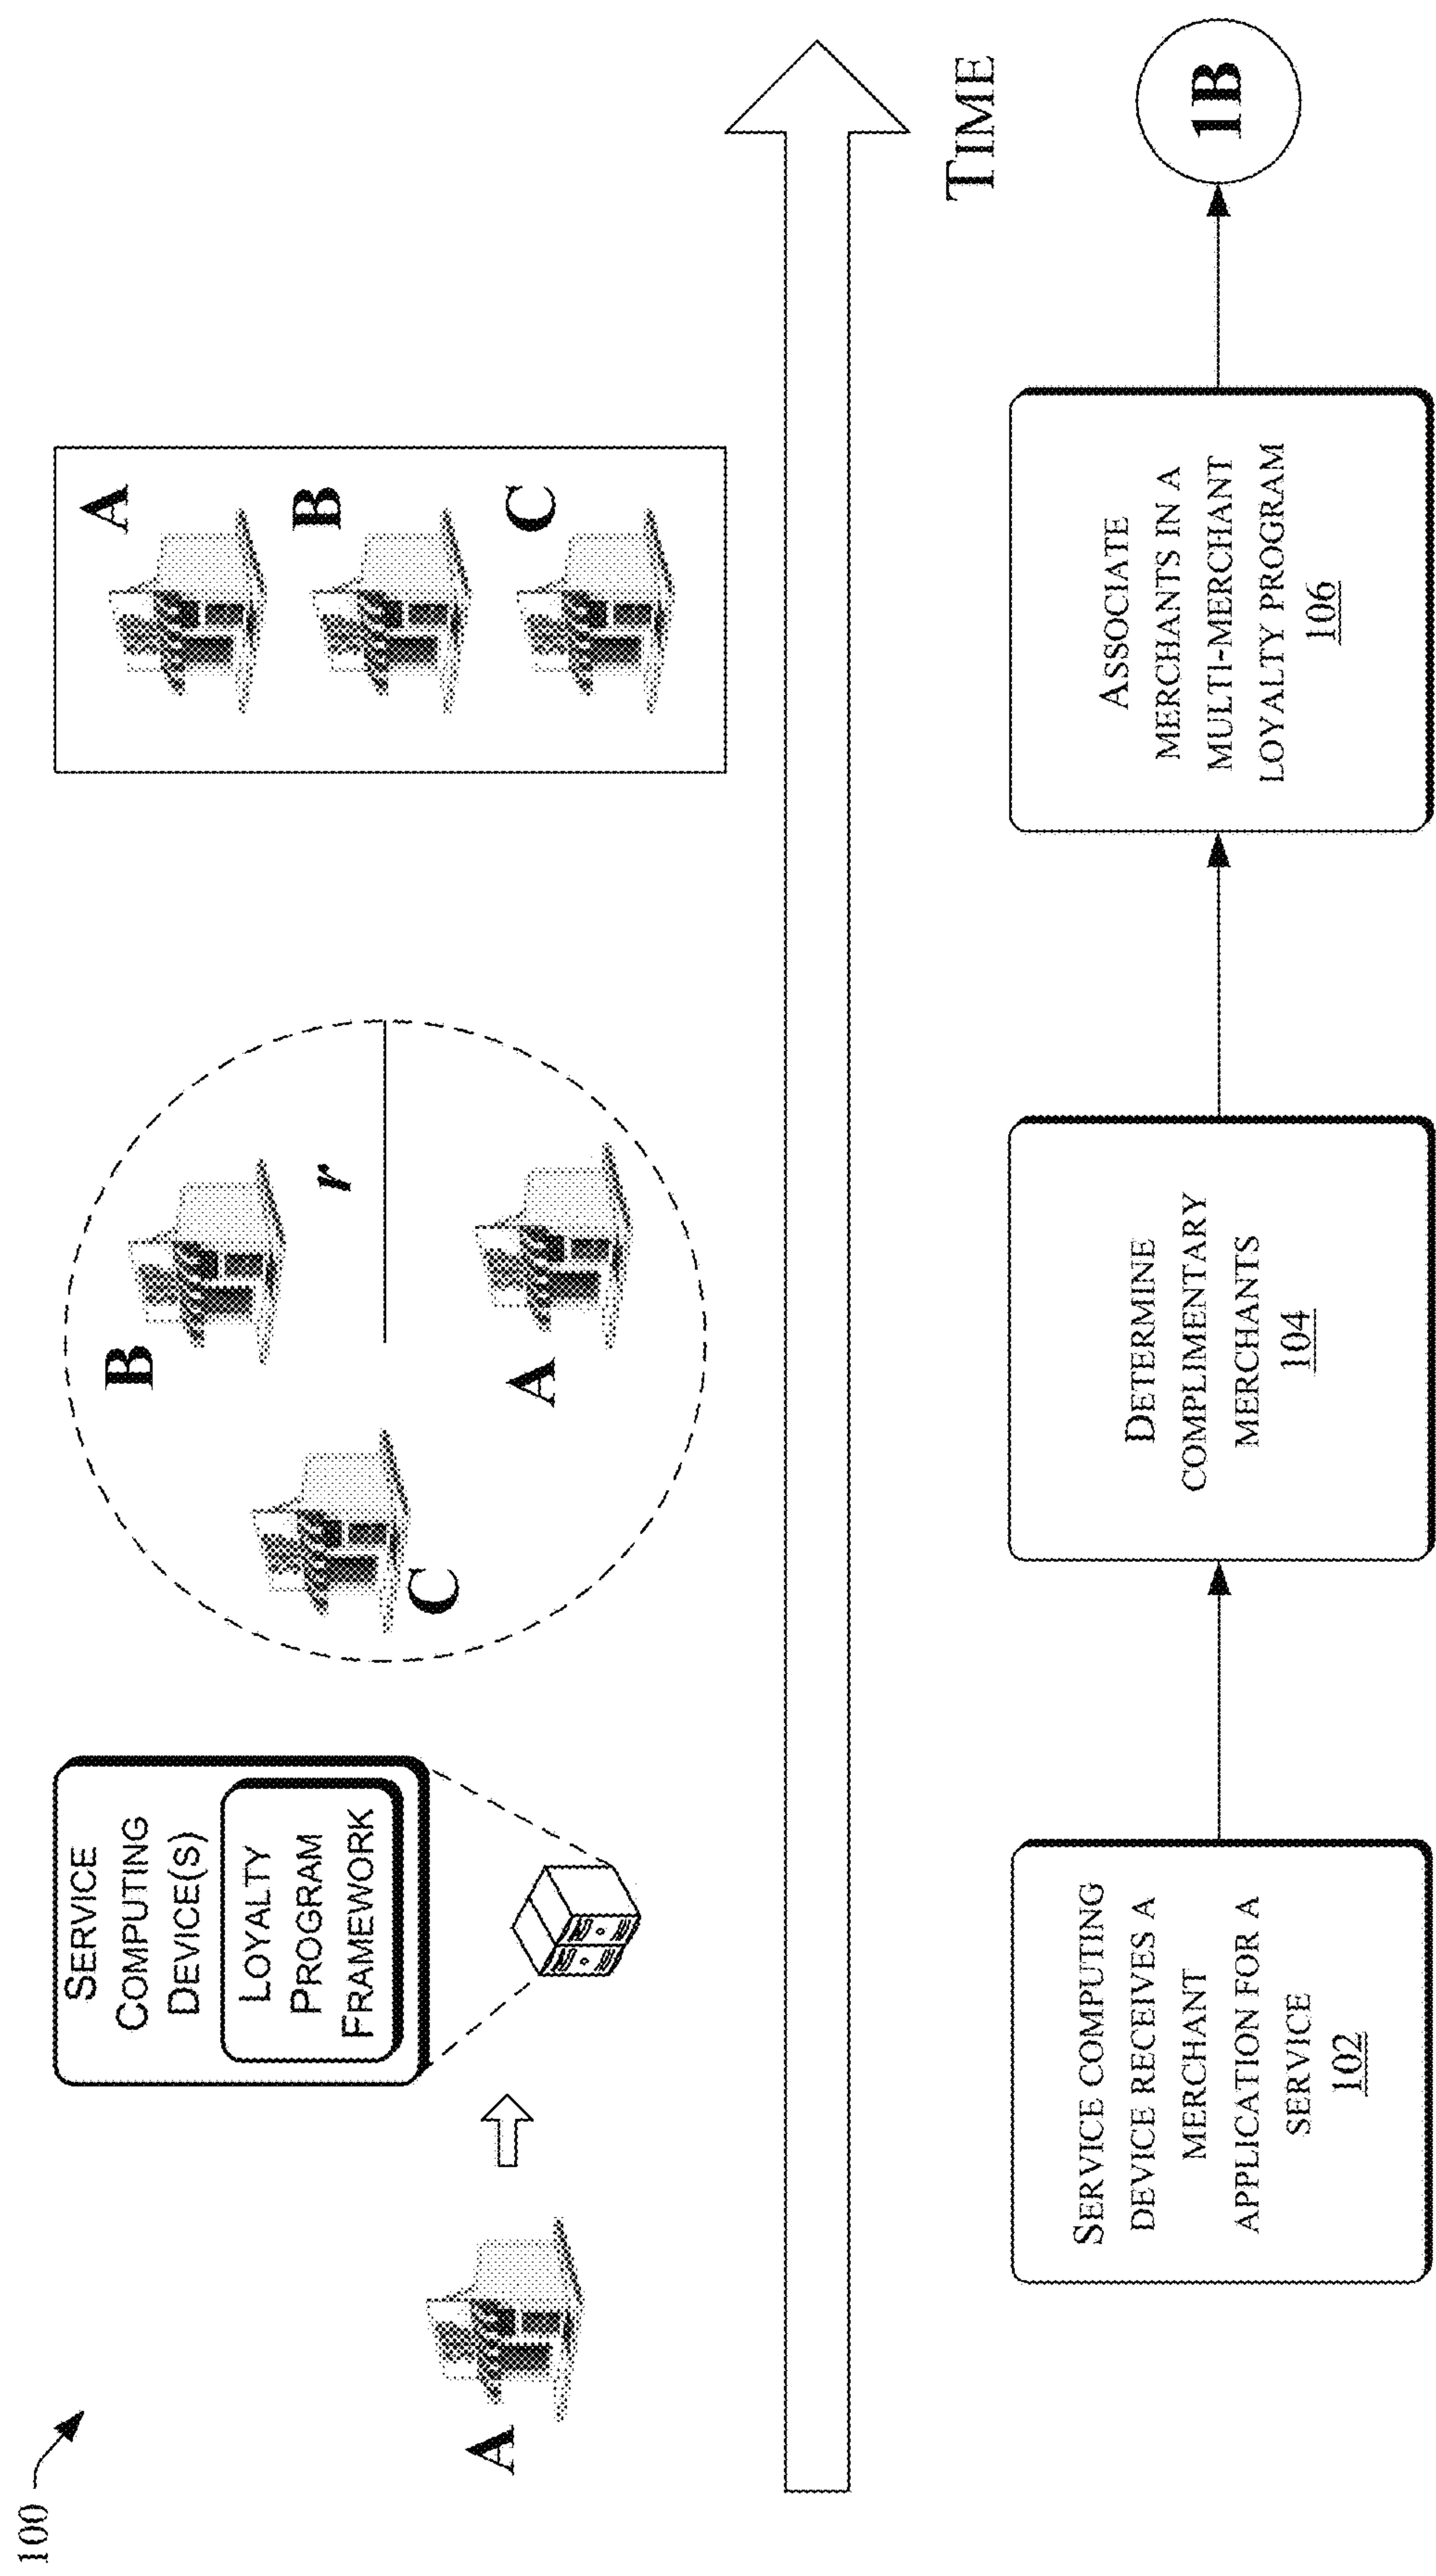 100
A
SERVICE
COMPUTING
DEVICE(S)
LOYALTY
PROGRAM
FRAMEWORK
B
r
C
A
A
B
C
TIME
SERVICE COMPUTING
DEVICE RECEIVES A
MERCHANT
APPLICATION FOR A
SERVICE
102
DETERMINE
COMPLIMENTARY
MERCHANTS
104
ASSOCIATE
MERCHANTS IN A
MULTI-MERCHANT
LOYALTY PROGRAM
106
1B